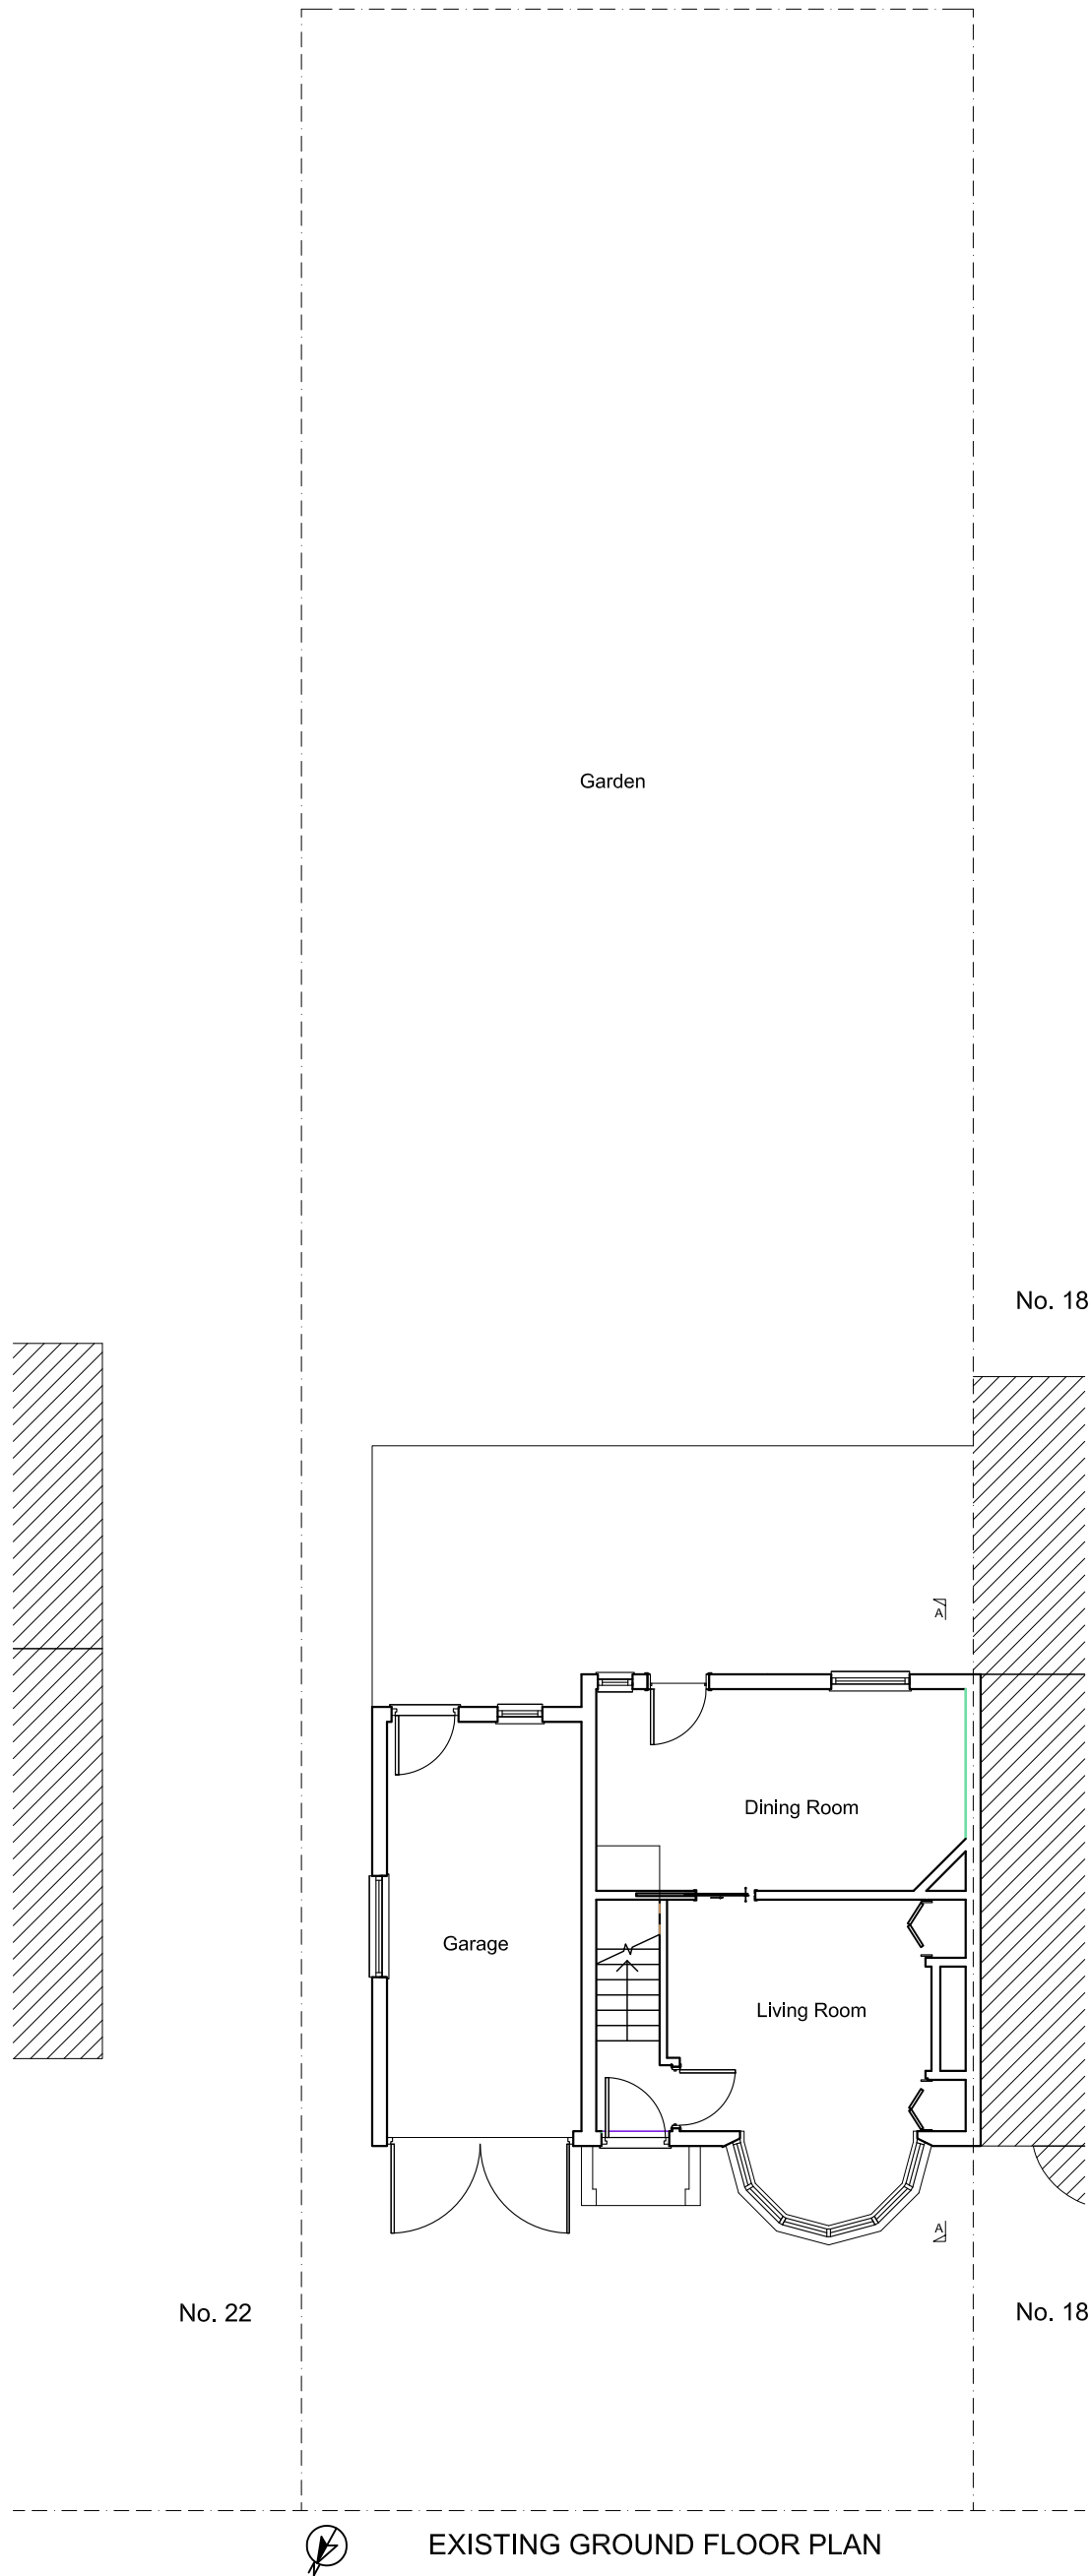 Garden
No. 18
A
Dining Room
Garage
Living Room
A
No. 22
No. 18
EXISTING GROUND FLOOR PLAN